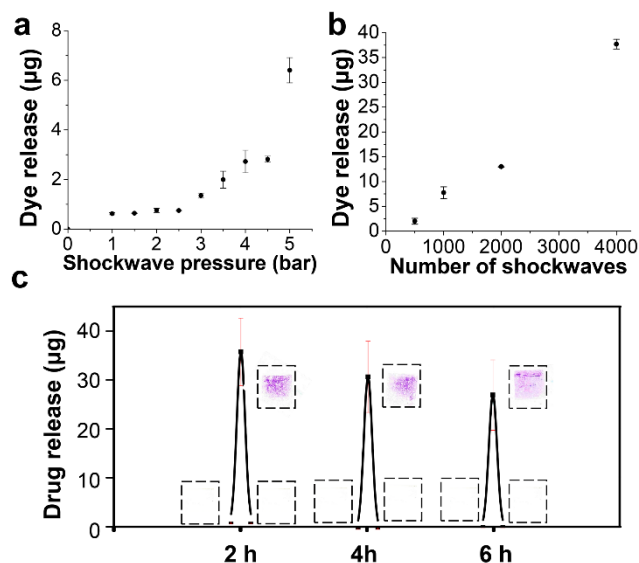 a
Dye release (µg)
8
6
4
2
0
0 1 2 3 4 5
Shockwave pressure (bar)
b
Dye release (µg)
40
35
30
25
20
15
10
5
0
1000 2000 3000 4000
Number of shockwaves
c
Drug release (µg)
40
30
20
10
0
2 h 4h 6 h